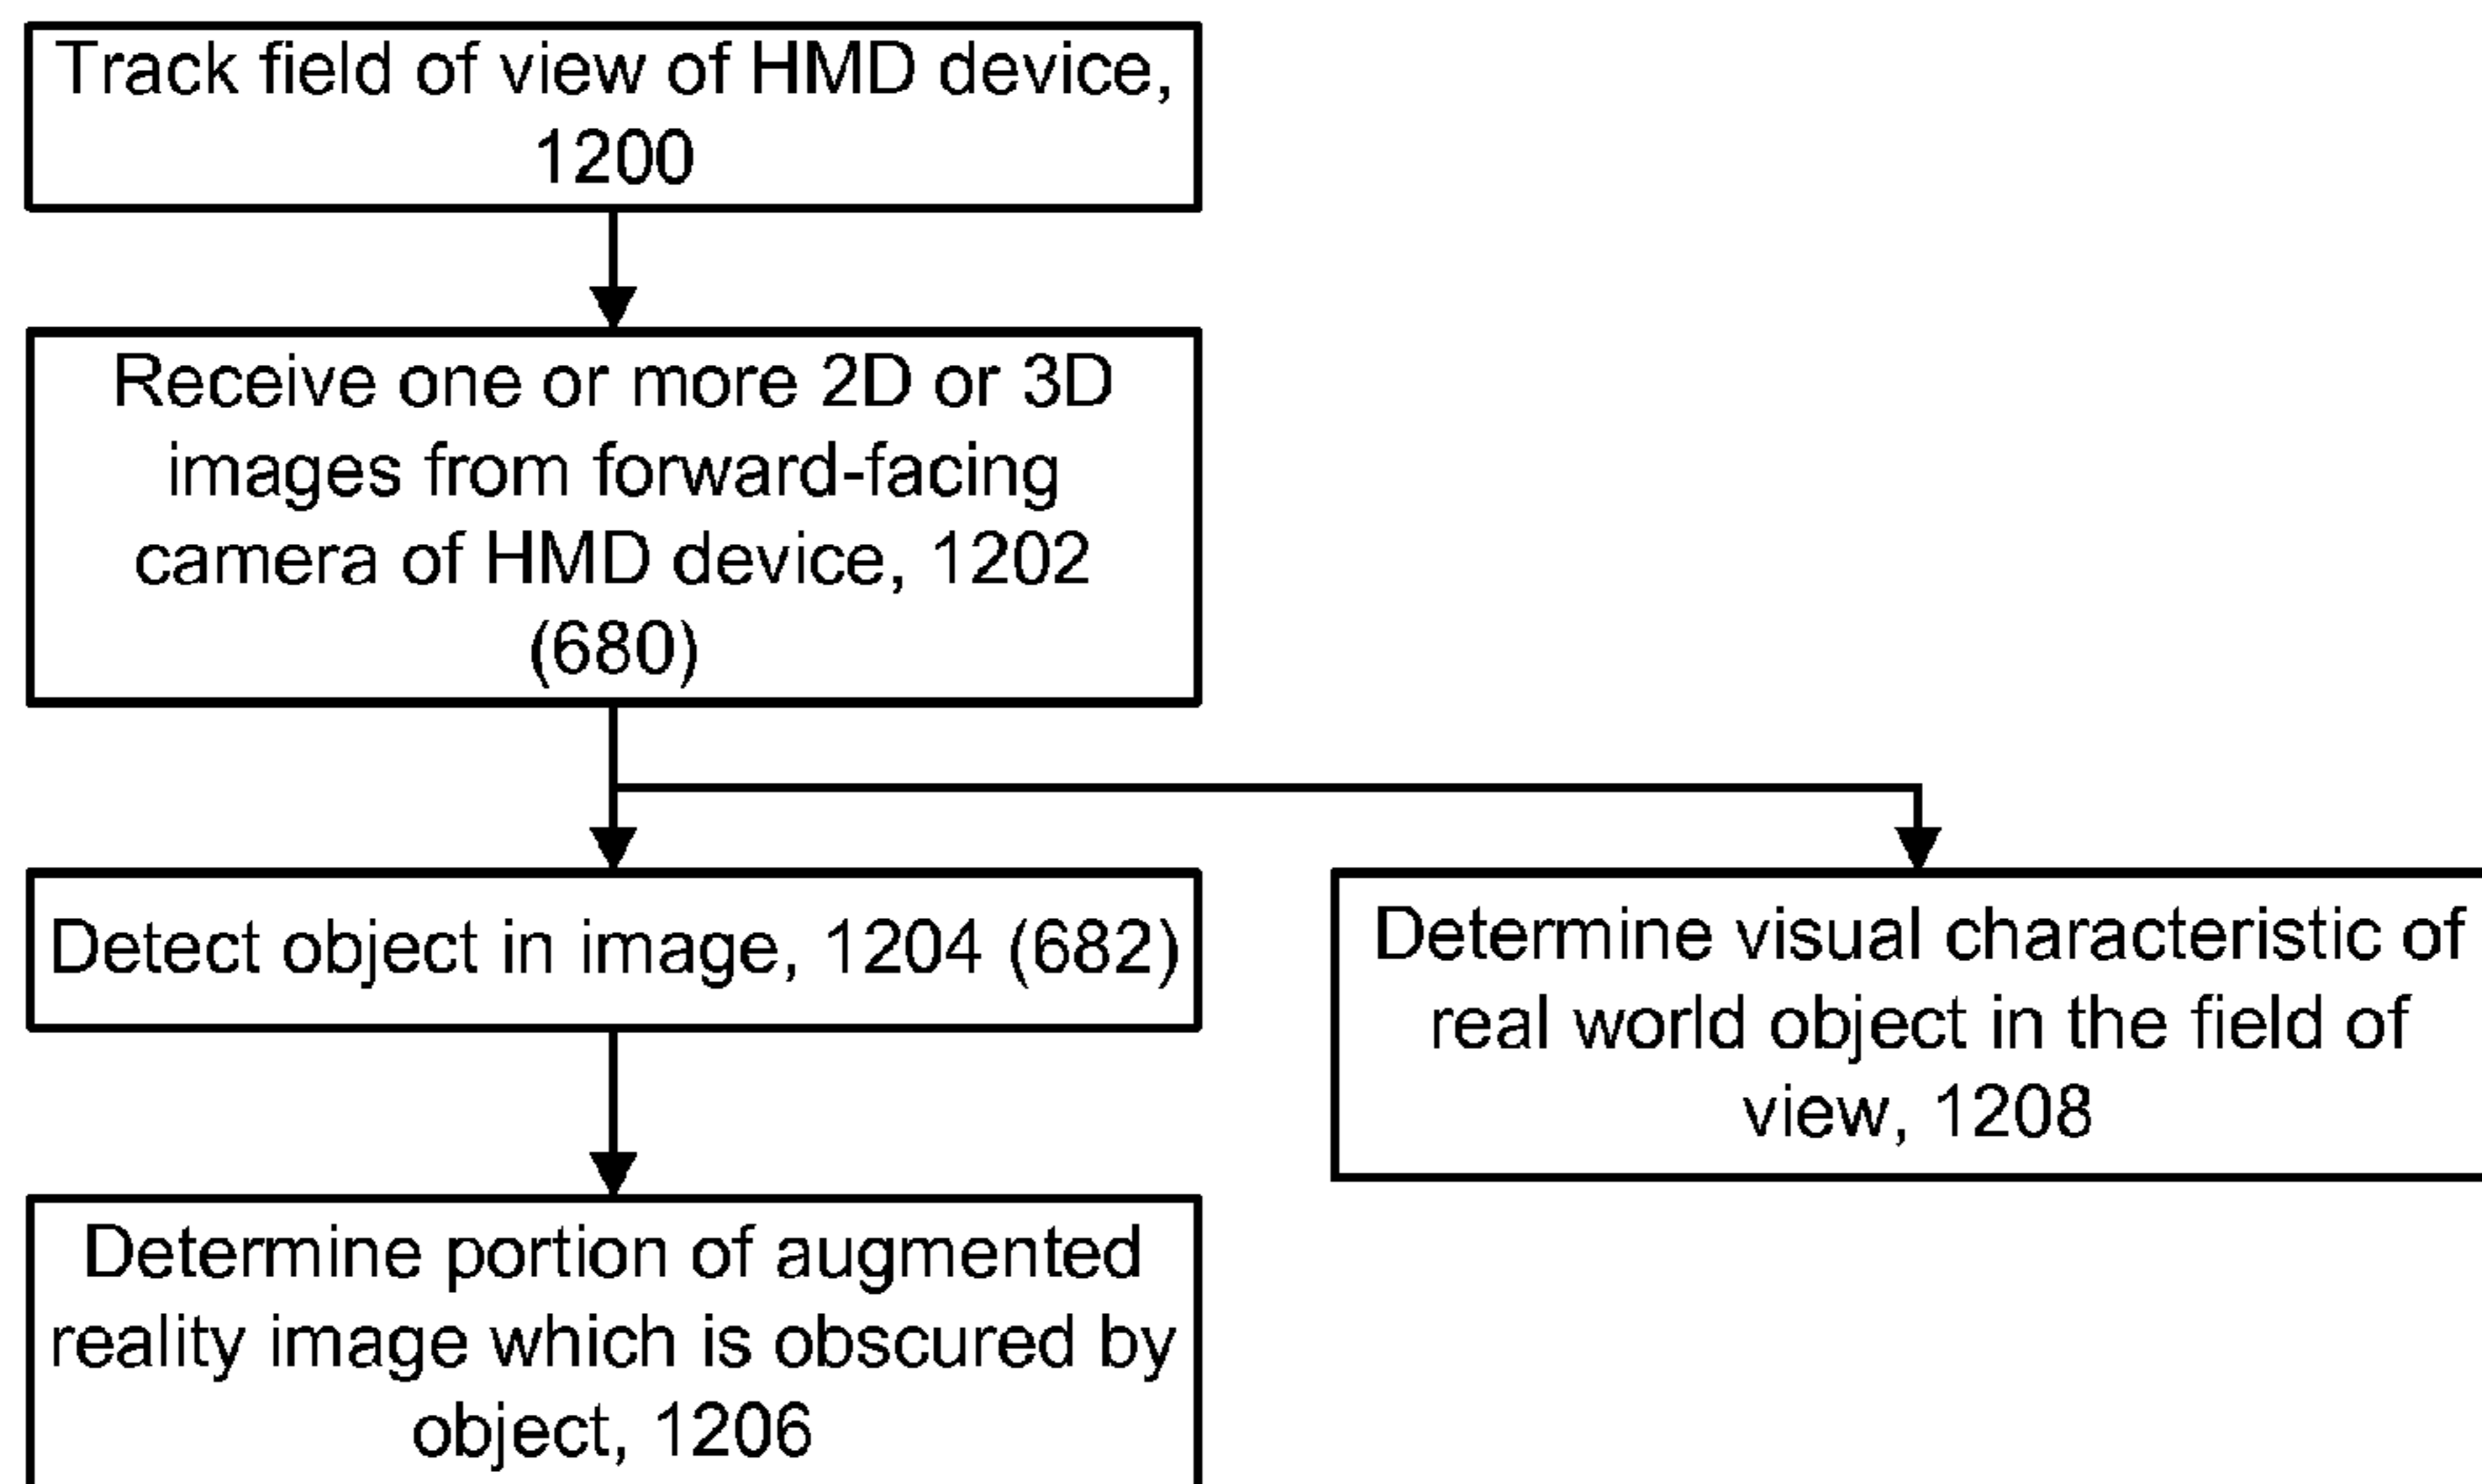 Track field of view of HMD device,
1200
Receive one or more 2D or 3D
images from forward-facing
camera of HMD device, 1202
(680)
Detect object in image, 1204 (682)
Determine visual characteristic of
real world object in the field of
view, 1208
Determine portion of augmented
reality image which is obscured by
object, 1206